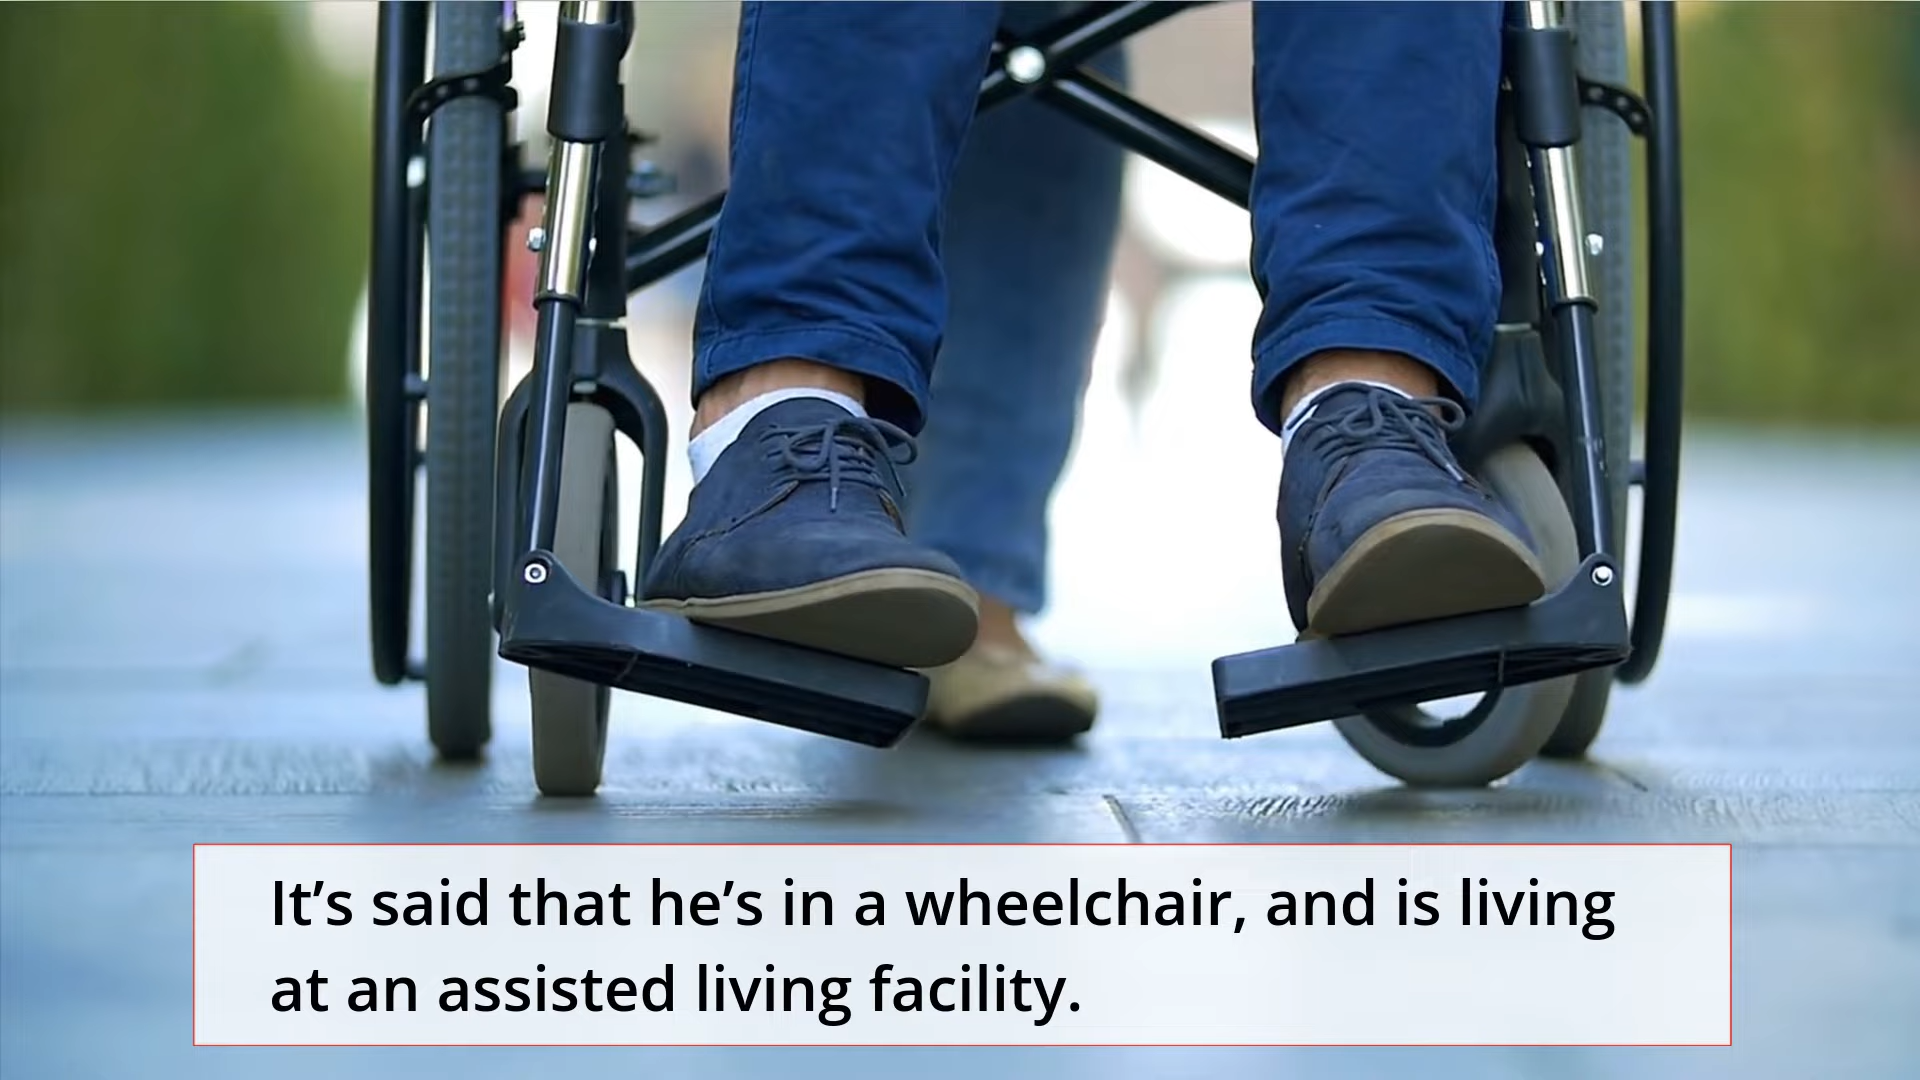 It’s said that he’s in a wheelchair, and is living
at an assisted living facility.